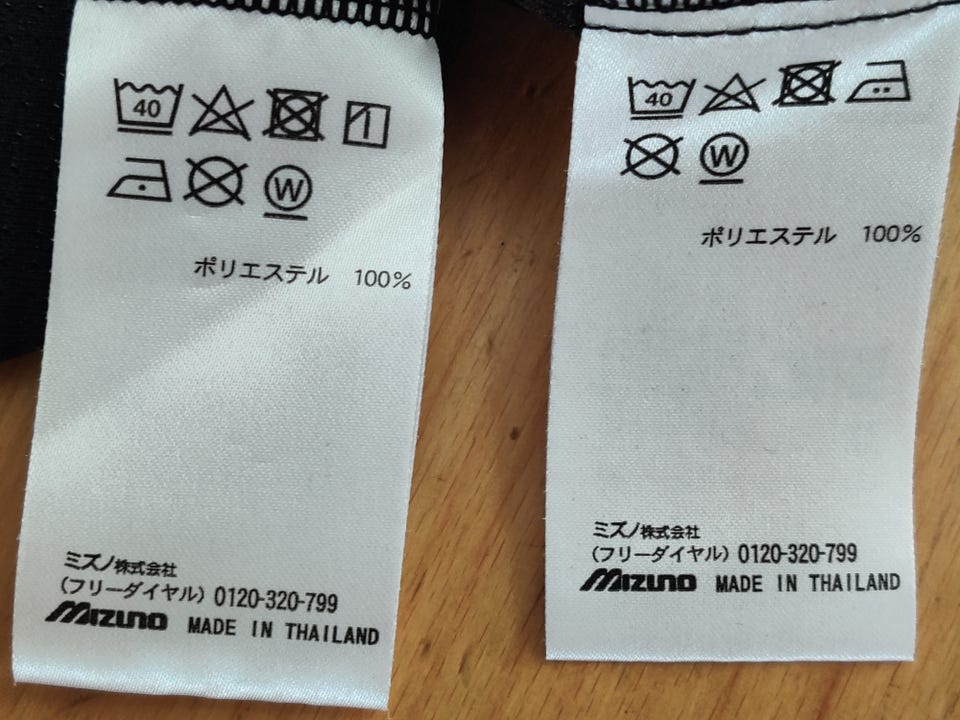 40
W
ポリエステル 100%
ミズノ株式会社
(フリーダイヤル) 0120-320-799
MIZUNO MADE IN THAILAND
40
W
ポリエステル 100%
ミズノ株式会社
(フリーダイヤル) 0120-320-799
MIZUNO MADE IN THAILAND